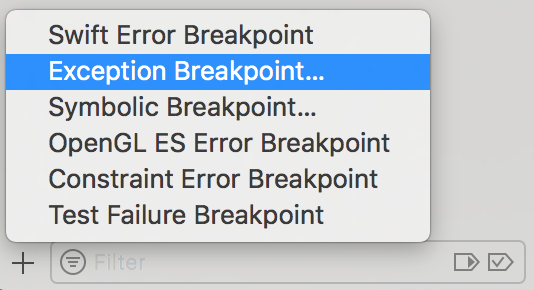 Swift Error Breakpoint
Exception Breakpoint...
Symbolic Breakpoint...
OpenGL ES Error Breakpoint
Constraint Error Breakpoint
Test Failure Breakpoint
Filter